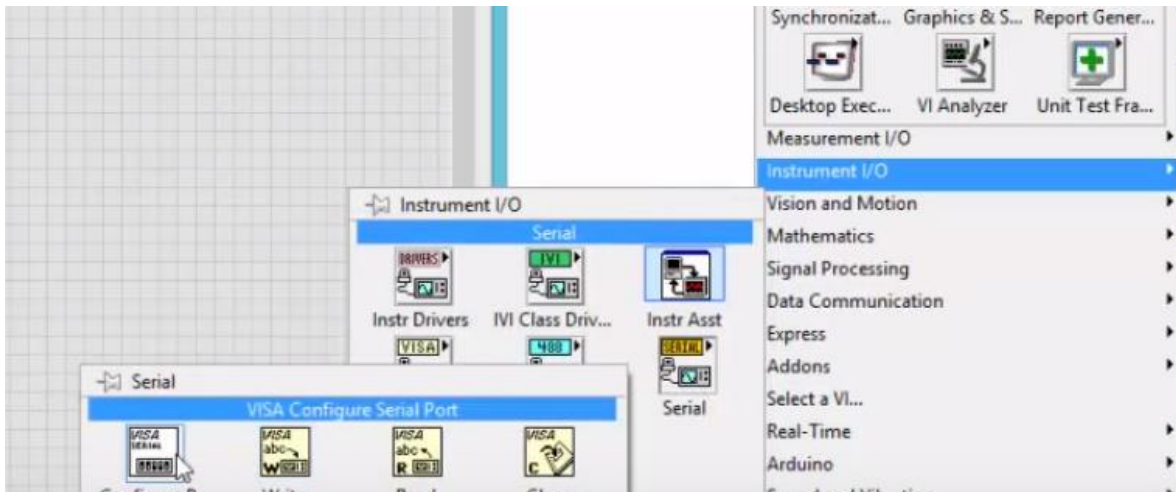 Synchronizat... Graphics & S... Report Gener...
Desktop Exec... VI Analyzer Unit Test Fra...
Measurement I/O
Instrument I/O
Vision and Motion
Mathematics
Signal Processing
Data Communication
Express
Addons
Select a VI...
Real-Time
Arduino
Instrument I/O
Serial
DRIVERS IVI
Instr Drivers IVI Class Driv... Instr Asst
VISA 488 SERIAL
Serial
Serial
VISA Configure Serial Port
VISA SERIAL VISA abc W VISA abc R VISA C